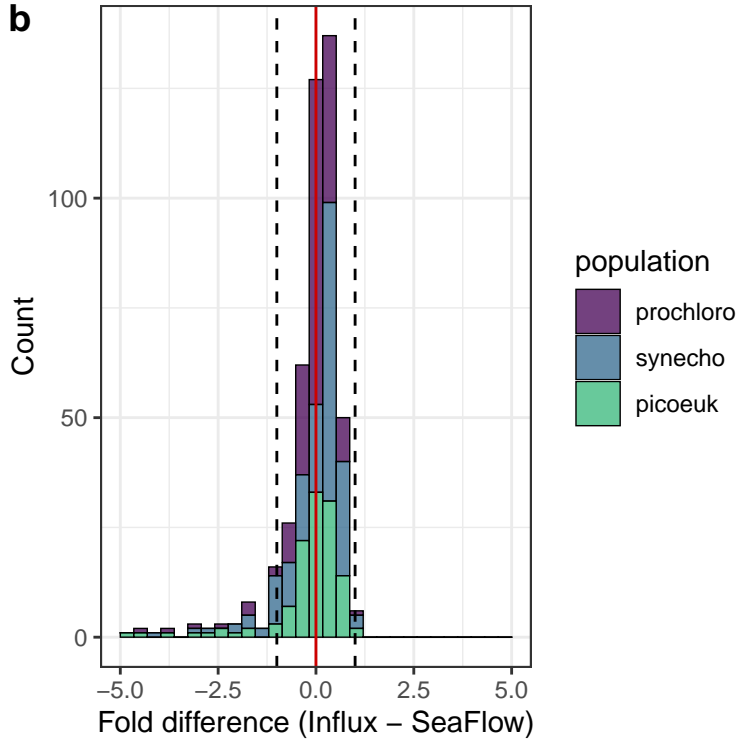 b
100
50
0
Count
−5.0 −2.5 0.0 2.5 5.0
Fold difference (Influx − SeaFlow)
population
prochloro
synecho
picoeuk